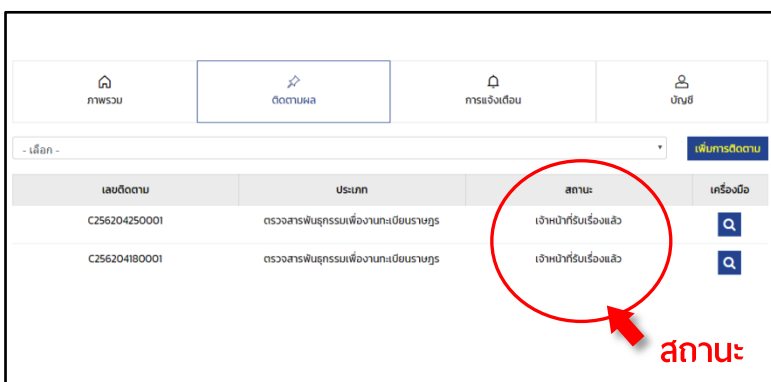 ภาพรวม ติดตามผล การแจ้งเตือน บัญชี
- เลือก - เพิ่มการติดตาม
เลขติดตาม ประเภท สถานะ เครื่องมือ
C256204250001 ตรวจสารพันธุกรรมเพื่องานทะเบียนราษฎร เจ้าหน้าที่รับเรื่องแล้ว
C256204180001 ตรวจสารพันธุกรรมเพื่องานทะเบียนราษฎร เจ้าหน้าที่รับเรื่องแล้ว
สถานะ